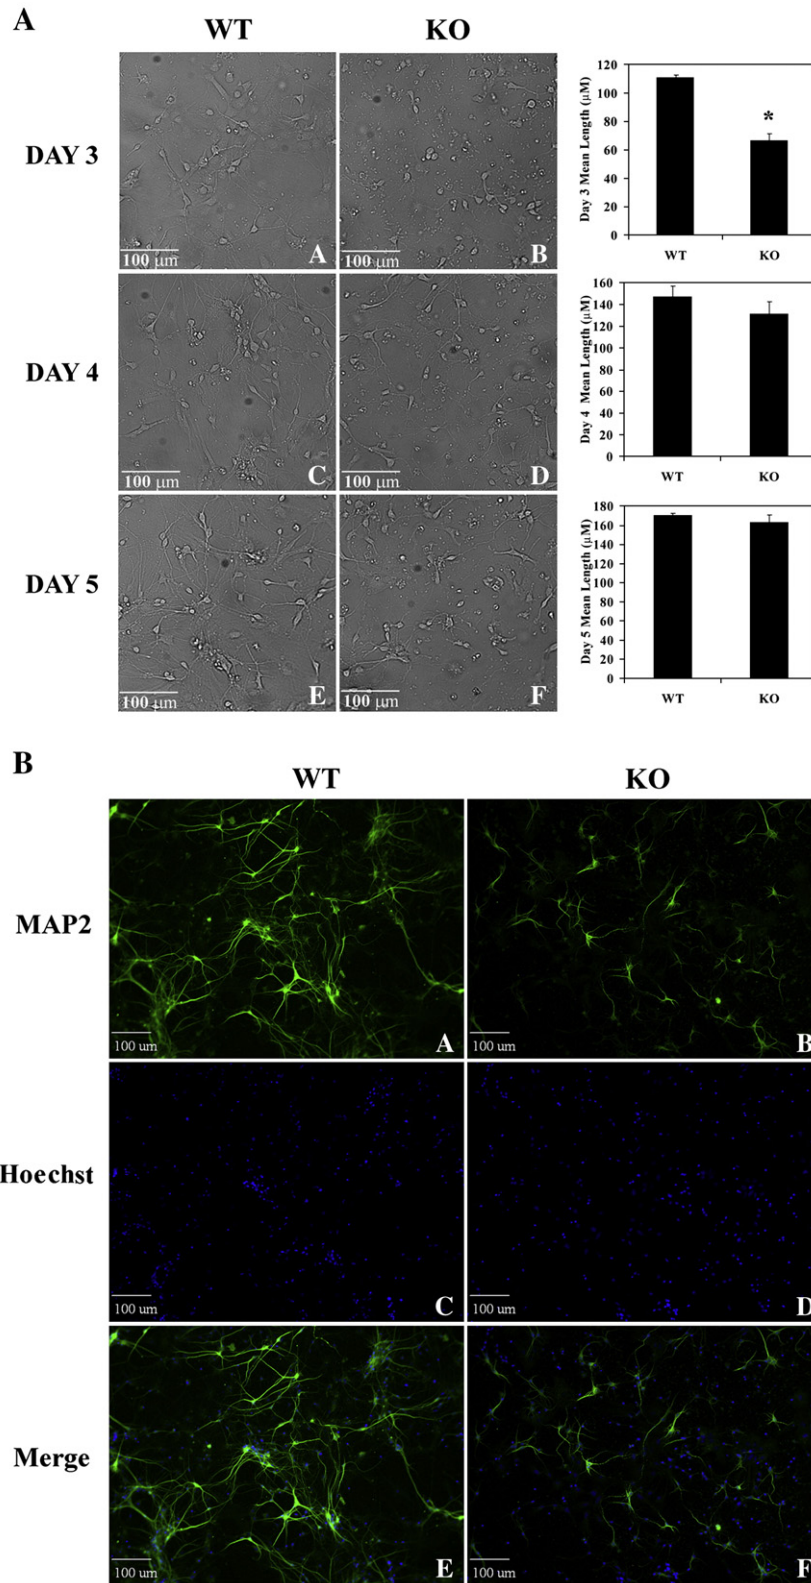 A
WT KO
DAY 3
100 µm A
100 µm B
Day 3 Mean Length (µM)
120
100
80
60
40
20
0
*
WT KO
DAY 4
100 µm C
100 µm D
Day 4 Mean Length (µM)
160
140
120
100
80
60
40
20
0
WT KO
DAY 5
100 µm E
100 µm F
Day 5 Mean Length (µM)
180
160
140
120
100
80
60
40
20
0
WT KO
B
WT KO
MAP2
100 um A
100 um B
Hoechst
100 um C
100 um D
Merge
100 um E
100 um F